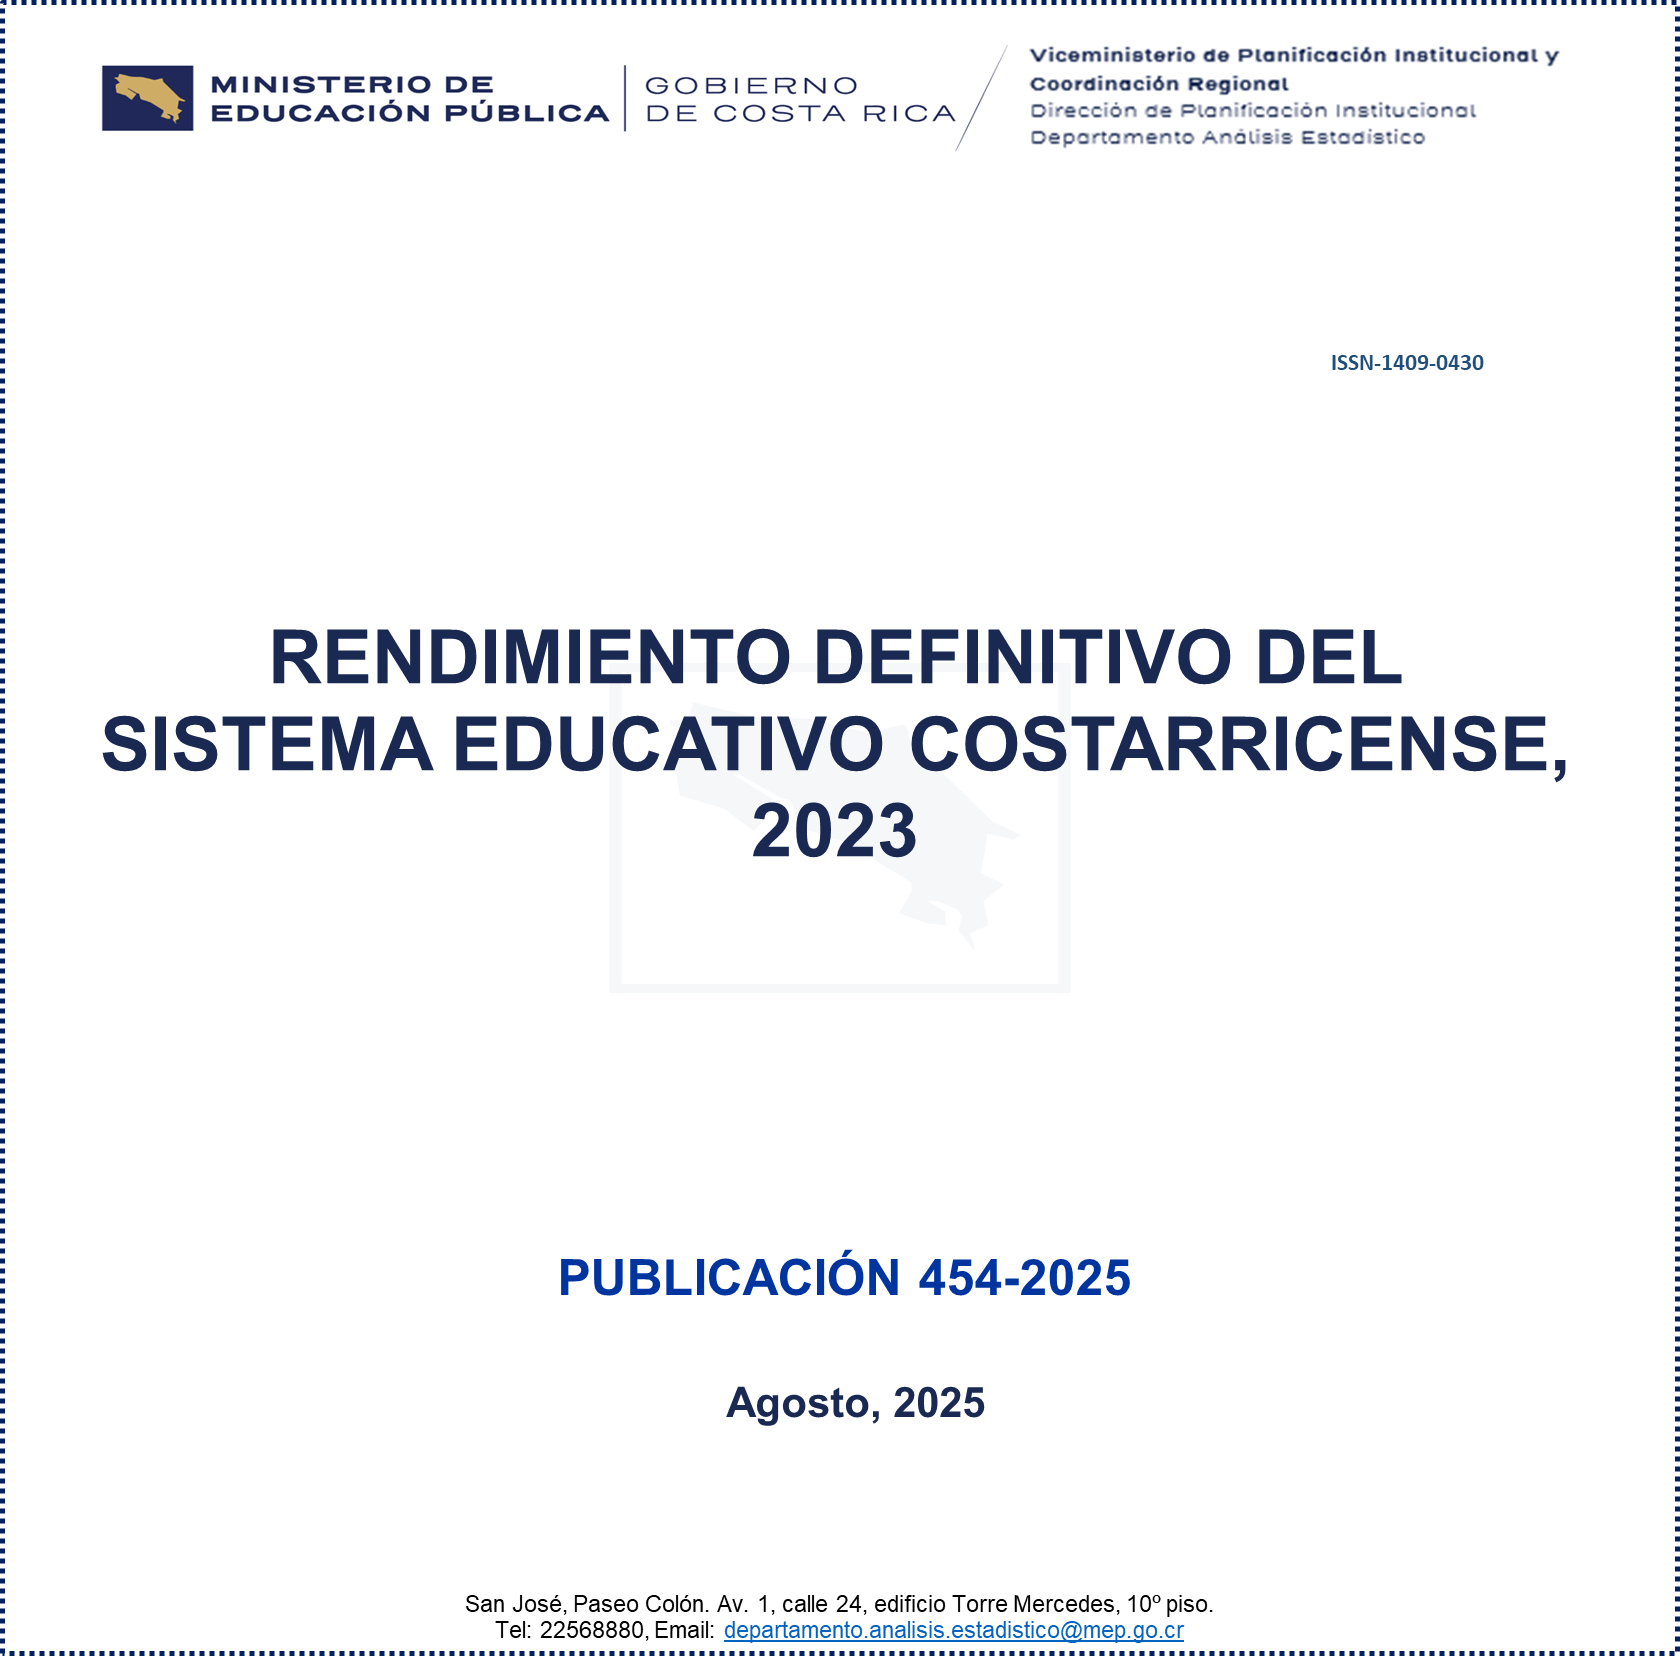 MINISTERIO DE
EDUCACIÓN PÚBLICA
GOBIERNO
DE COSTA RICA
Viceministerio de Planificación Institucional y
Coordinación Regional
Dirección de Planificación Institucional
Departamento Análisis Estadístico
ISSN-1409-0430
RENDIMIENTO DEFINITIVO DEL
SISTEMA EDUCATIVO COSTARRICENSE,
2023
PUBLICACIÓN 454-2025
Agosto, 2025
San José, Paseo Colón. Av. 1, calle 24, edificio Torre Mercedes, 10º piso.
Tel: 22568880, Email: departamento.analisis.estadistico@mep.go.cr